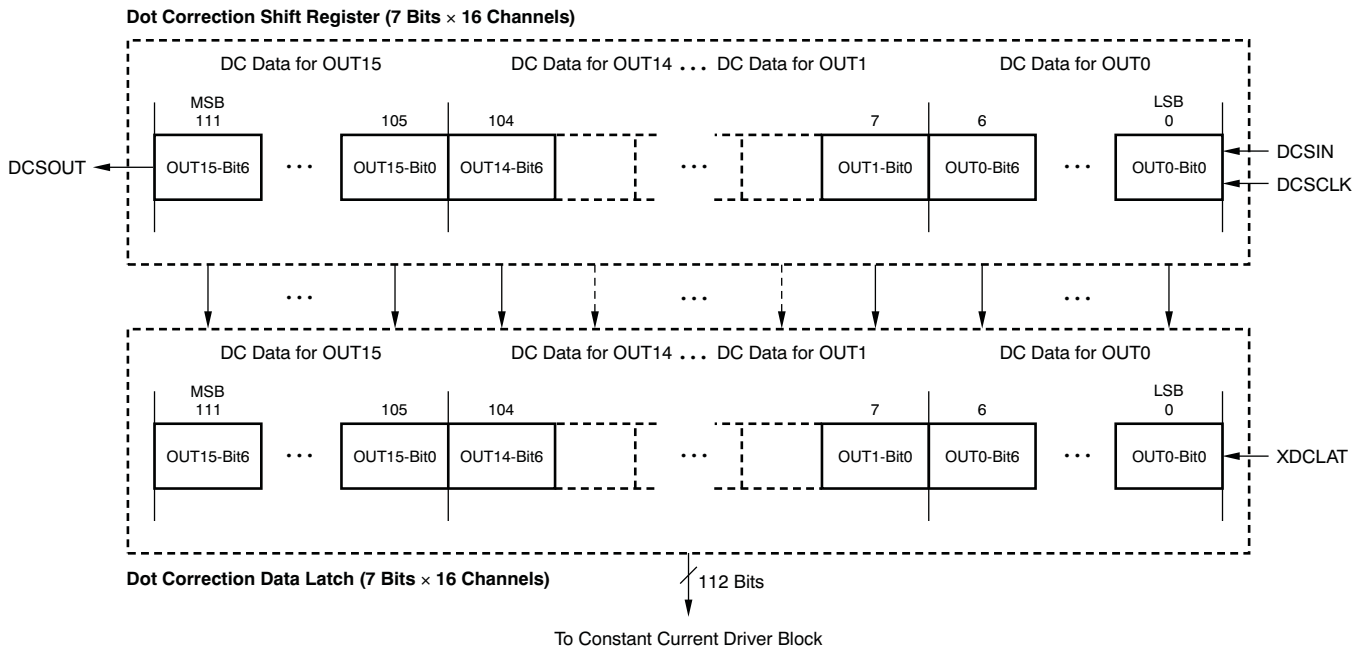 Dot Correction Shift Register (7 Bits × 16 Channels)
DC Data for OUT15 DC Data for OUT14 ... DC Data for OUT1 DC Data for OUT0
MSB LSB
111 105 104 7 6 0
DCSOUT OUT15-Bit6 ... OUT15-Bit0 OUT14-Bit6 ... OUT1-Bit0 OUT0-Bit6 ... OUT0-Bit0 DCSIN
DCSCLK
... ... ...
DC Data for OUT15 DC Data for OUT14 ... DC Data for OUT1 DC Data for OUT0
MSB LSB
111 105 104 7 6 0
OUT15-Bit6 ... OUT15-Bit0 OUT14-Bit6 ... OUT1-Bit0 OUT0-Bit6 ... OUT0-Bit0 XDCLAT
Dot Correction Data Latch (7 Bits × 16 Channels)
112 Bits
To Constant Current Driver Block